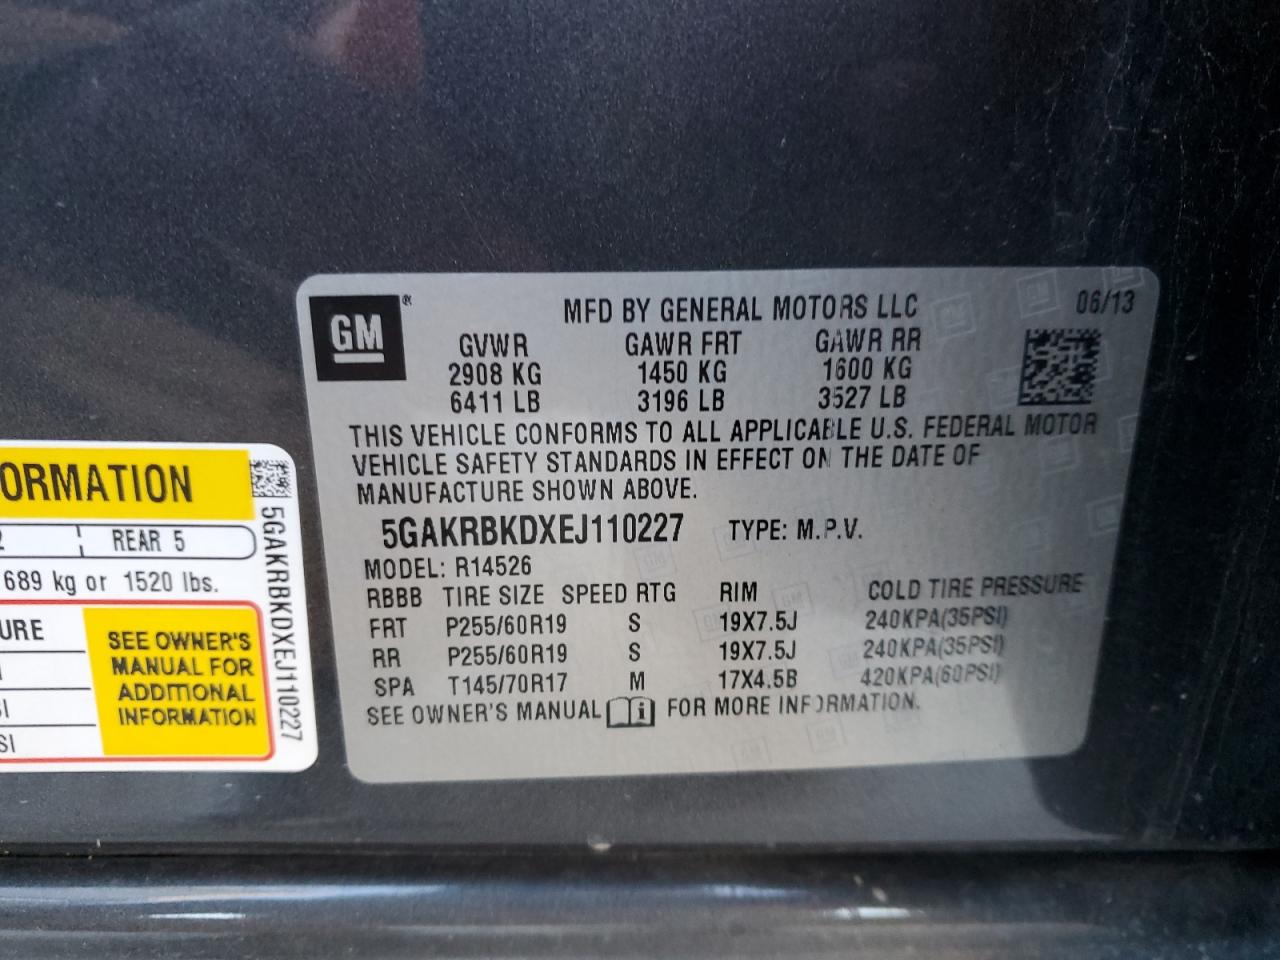 GM ®
MFD BY GENERAL MOTORS LLC 06/13
GVWR GAWR FRT GAWR RR
2908 KG 1450 KG 1600 KG
6411 LB 3196 LB 3527 LB
THIS VEHICLE CONFORMS TO ALL APPLICABLE U.S. FEDERAL MOTOR
VEHICLE SAFETY STANDARDS IN EFFECT ON THE DATE OF
MANUFACTURE SHOWN ABOVE.
5GAKRBKDXEJ110227 TYPE: M.P.V.
MODEL: R14526
RBBB TIRE SIZE SPEED RTG RIM COLD TIRE PRESSURE
FRT P255/60R19 S 19X7.5J 240KPA(35PSI)
RR P255/60R19 S 19X7.5J 240KPA(35PSI)
SPA T145/70R17 M 17X4.5B 420KPA(60PSI)
SEE OWNER'S MANUAL i FOR MORE INFORMATION.
ORMATION
2 REAR 5
689 kg or 1520 lbs.
URE
SI
SI
SEE OWNER'S
MANUAL FOR
ADDITIONAL
INFORMATION
5GAKRBKDXEJ110227